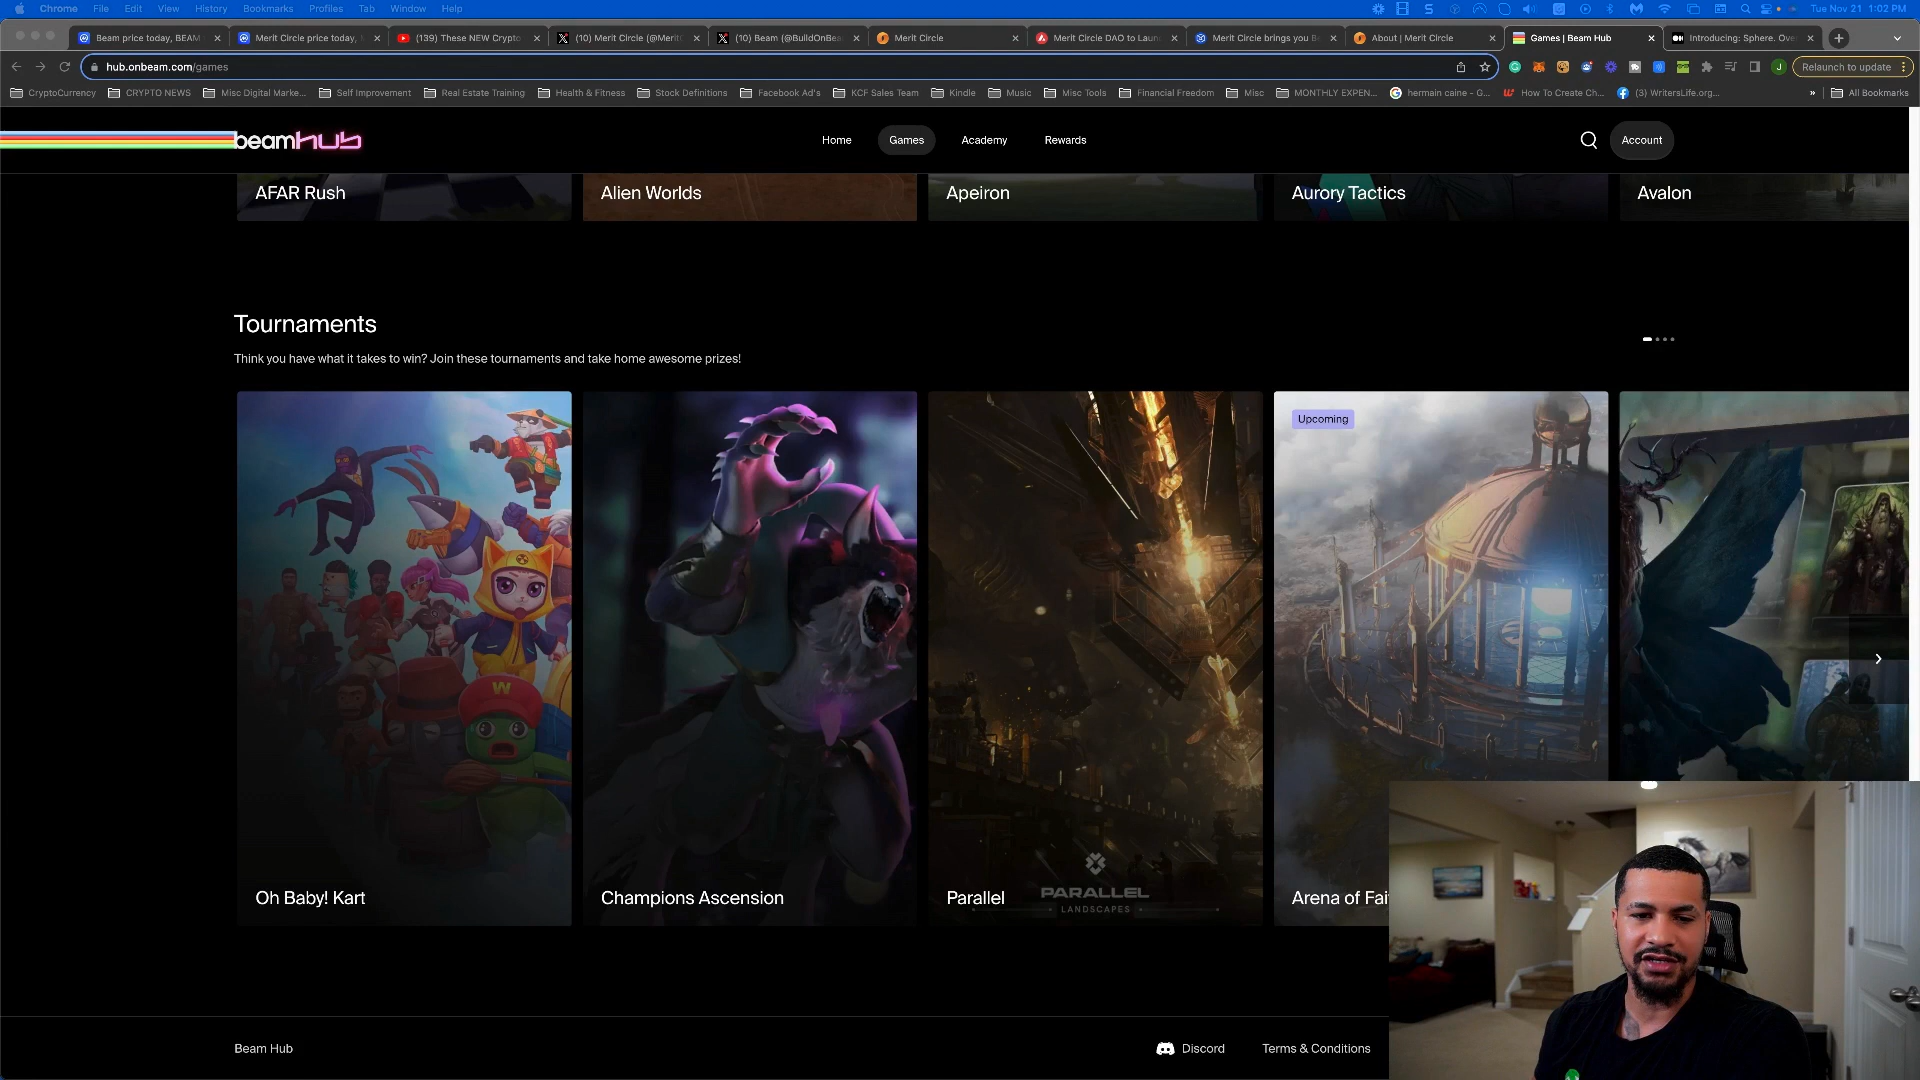 Chrome File Edit View History Bookmarks Profiles Tab Window Help
Tue Nov 21 1:02 PM
Beam price today, BEAM
Merit Circle price today,
(139) These NEW Crypto
(10) Merit Circle (@MeritC
(10) Beam (@BuildOnBea
Merit Circle
Merit Circle DAO to Laun
Merit Circle brings you B
About | Merit Circle
Games | Beam Hub
Introducing: Sphere. Ove
hub.onbeam.com/games
Relaunch to update
CryptoCurrency CRYPTO NEWS Misc Digital Marke... Self Improvement Real Estate Training Health & Fitness Stock Definitions Facebook Ad's KCF Sales Team Kindle Music Misc Tools Financial Freedom Misc MONTHLY EXPEN... hermain caine - G... How To Create Ch... (3) WritersLife.org... » All Bookmarks
beamhub
Home Games Academy Rewards
Account
AFAR Rush
Alien Worlds
Apeiron
Aurory Tactics
Avalon
Tournaments
Think you have what it takes to win? Join these tournaments and take home awesome prizes!
Upcoming
W
PARALLEL
LANDSCAPES
Oh Baby! Kart
Champions Ascension
Parallel
Arena of Fai
Beam Hub
Discord
Terms & Conditions